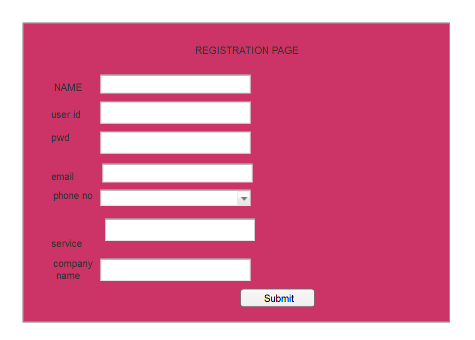 REGISTRATION PAGE
NAME
user id
pwd
email
phone no
service
company
name
Submit